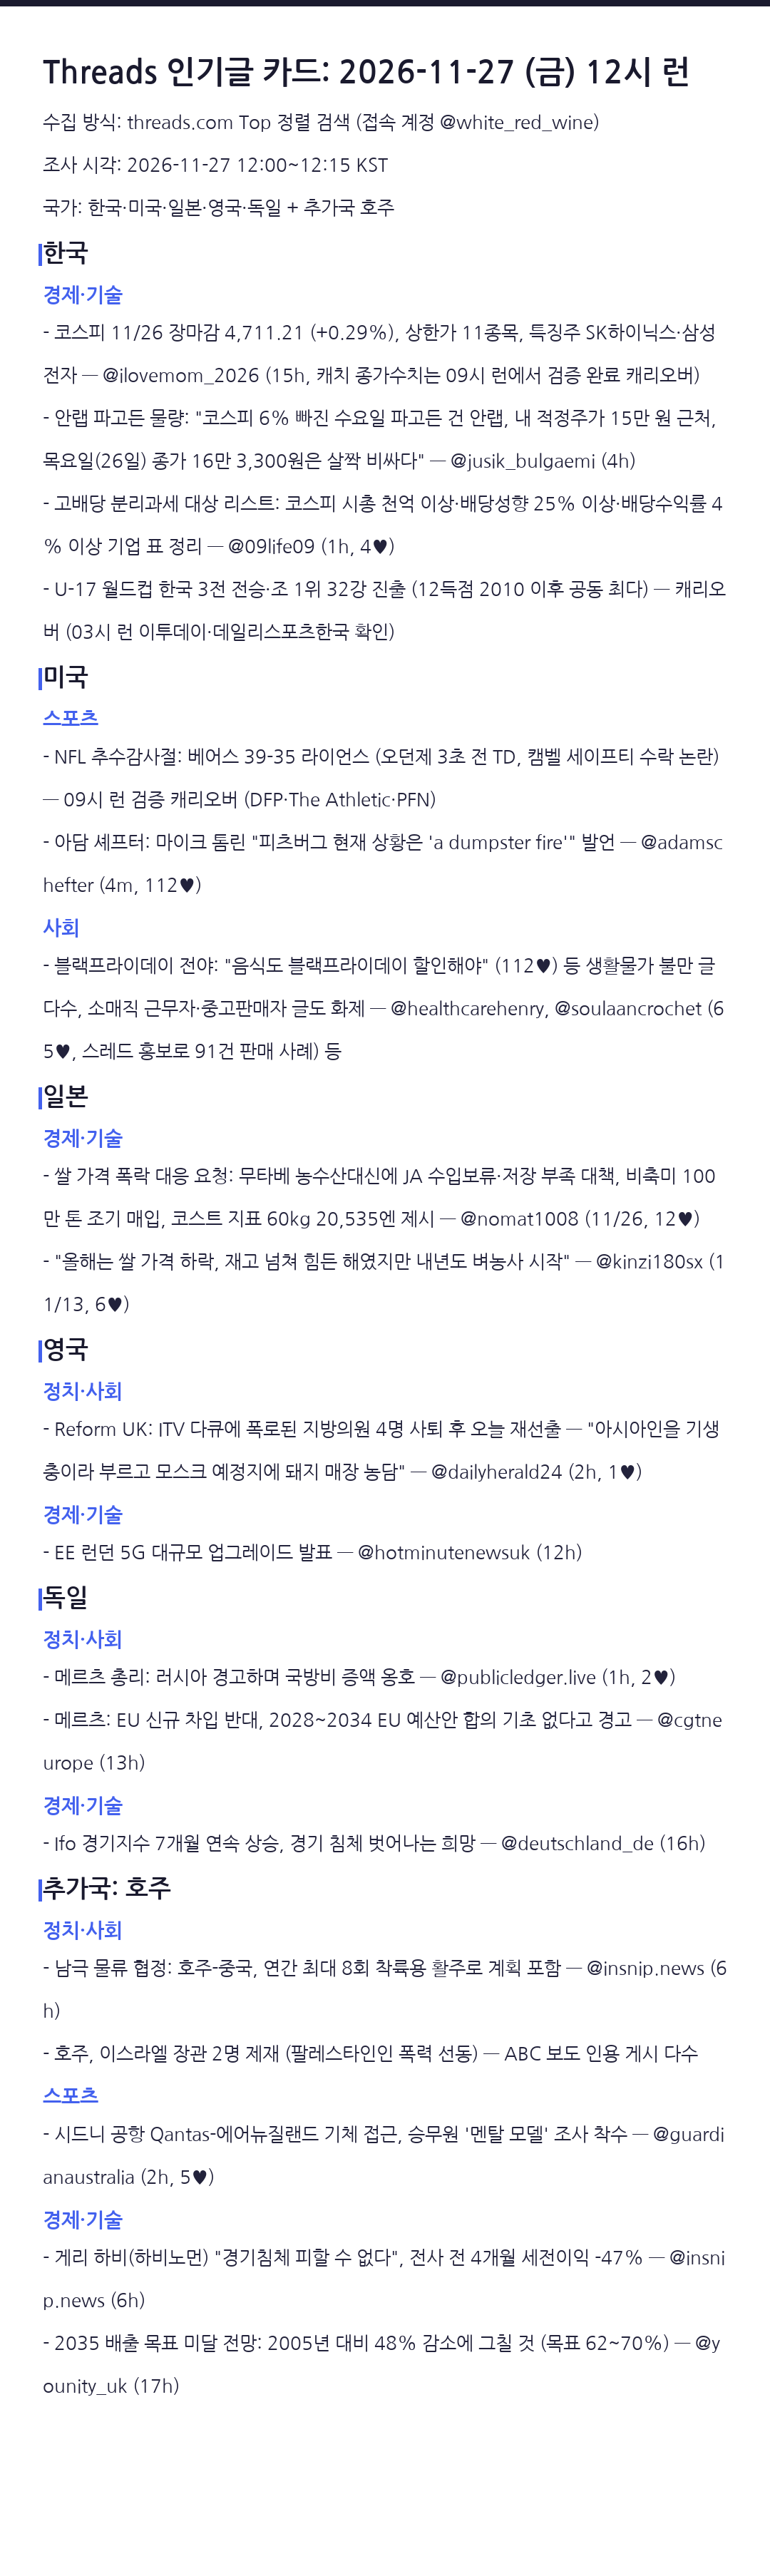 Threads 인기글 카드: 2026-11-27 (금) 12시 런
수집 방식: threads.com Top 정렬 검색 (접속 계정 @white_red_wine)
조사 시각: 2026-11-27 12:00~12:15 KST
국가: 한국·미국·일본·영국·독일 + 추가국 호주
한국
경제·기술
- 코스피 11/26 장마감 4,711.21 (+0.29%), 상한가 11종목, 특징주 SK하이닉스·삼성
전자 — @ilovemom_2026 (15h, 캐치 종가수치는 09시 런에서 검증 완료 캐리오버)
- 안랩 파고든 물량: "코스피 6% 빠진 수요일 파고든 건 안랩, 내 적정주가 15만 원 근처,
목요일(26일) 종가 16만 3,300원은 살짝 비싸다" — @jusik_bulgaemi (4h)
- 고배당 분리과세 대상 리스트: 코스피 시총 천억 이상·배당성향 25% 이상·배당수익률 4
% 이상 기업 표 정리 — @09life09 (1h, 4♥)
- U-17 월드컵 한국 3전 전승·조 1위 32강 진출 (12득점 2010 이후 공동 최다) — 캐리오
버 (03시 런 이투데이·데일리스포츠한국 확인)
미국
스포츠
- NFL 추수감사절: 베어스 39-35 라이언스 (오던제 3초 전 TD, 캠벨 세이프티 수락 논란)
— 09시 런 검증 캐리오버 (DFP·The Athletic·PFN)
- 아담 셰프터: 마이크 톰린 "피츠버그 현재 상황은 'a dumpster fire'" 발언 — @adamsc
hefter (4m, 112♥)
사회
- 블랙프라이데이 전야: "음식도 블랙프라이데이 할인해야" (112♥) 등 생활물가 불만 글
다수, 소매직 근무자·중고판매자 글도 화제 — @healthcarehenry, @soulaancrochet (6
5♥, 스레드 홍보로 91건 판매 사례) 등
일본
경제·기술
- 쌀 가격 폭락 대응 요청: 무타베 농수산대신에 JA 수입보류·저장 부족 대책, 비축미 100
만 톤 조기 매입, 코스트 지표 60kg 20,535엔 제시 — @nomat1008 (11/26, 12♥)
- "올해는 쌀 가격 하락, 재고 넘쳐 힘든 해였지만 내년도 벼농사 시작" — @kinzi180sx (1
1/13, 6♥)
영국
정치·사회
- Reform UK: ITV 다큐에 폭로된 지방의원 4명 사퇴 후 오늘 재선출 — "아시아인을 기생
충이라 부르고 모스크 예정지에 돼지 매장 농담" — @dailyherald24 (2h, 1♥)
경제·기술
- EE 런던 5G 대규모 업그레이드 발표 — @hotminutenewsuk (12h)
독일
정치·사회
- 메르츠 총리: 러시아 경고하며 국방비 증액 옹호 — @publicledger.live (1h, 2♥)
- 메르츠: EU 신규 차입 반대, 2028~2034 EU 예산안 합의 기초 없다고 경고 — @cgtne
urope (13h)
경제·기술
- Ifo 경기지수 7개월 연속 상승, 경기 침체 벗어나는 희망 — @deutschland_de (16h)
추가국: 호주
정치·사회
- 남극 물류 협정: 호주-중국, 연간 최대 8회 착륙용 활주로 계획 포함 — @insnip.news (6
h)
- 호주, 이스라엘 장관 2명 제재 (팔레스타인인 폭력 선동) — ABC 보도 인용 게시 다수
스포츠
- 시드니 공항 Qantas-에어뉴질랜드 기체 접근, 승무원 '멘탈 모델' 조사 착수 — @guardi
anaustralia (2h, 5♥)
경제·기술
- 게리 하비(하비노먼) "경기침체 피할 수 없다", 전사 전 4개월 세전이익 -47% — @insni
p.news (6h)
- 2035 배출 목표 미달 전망: 2005년 대비 48% 감소에 그칠 것 (목표 62~70%) — @y
ounity_uk (17h)